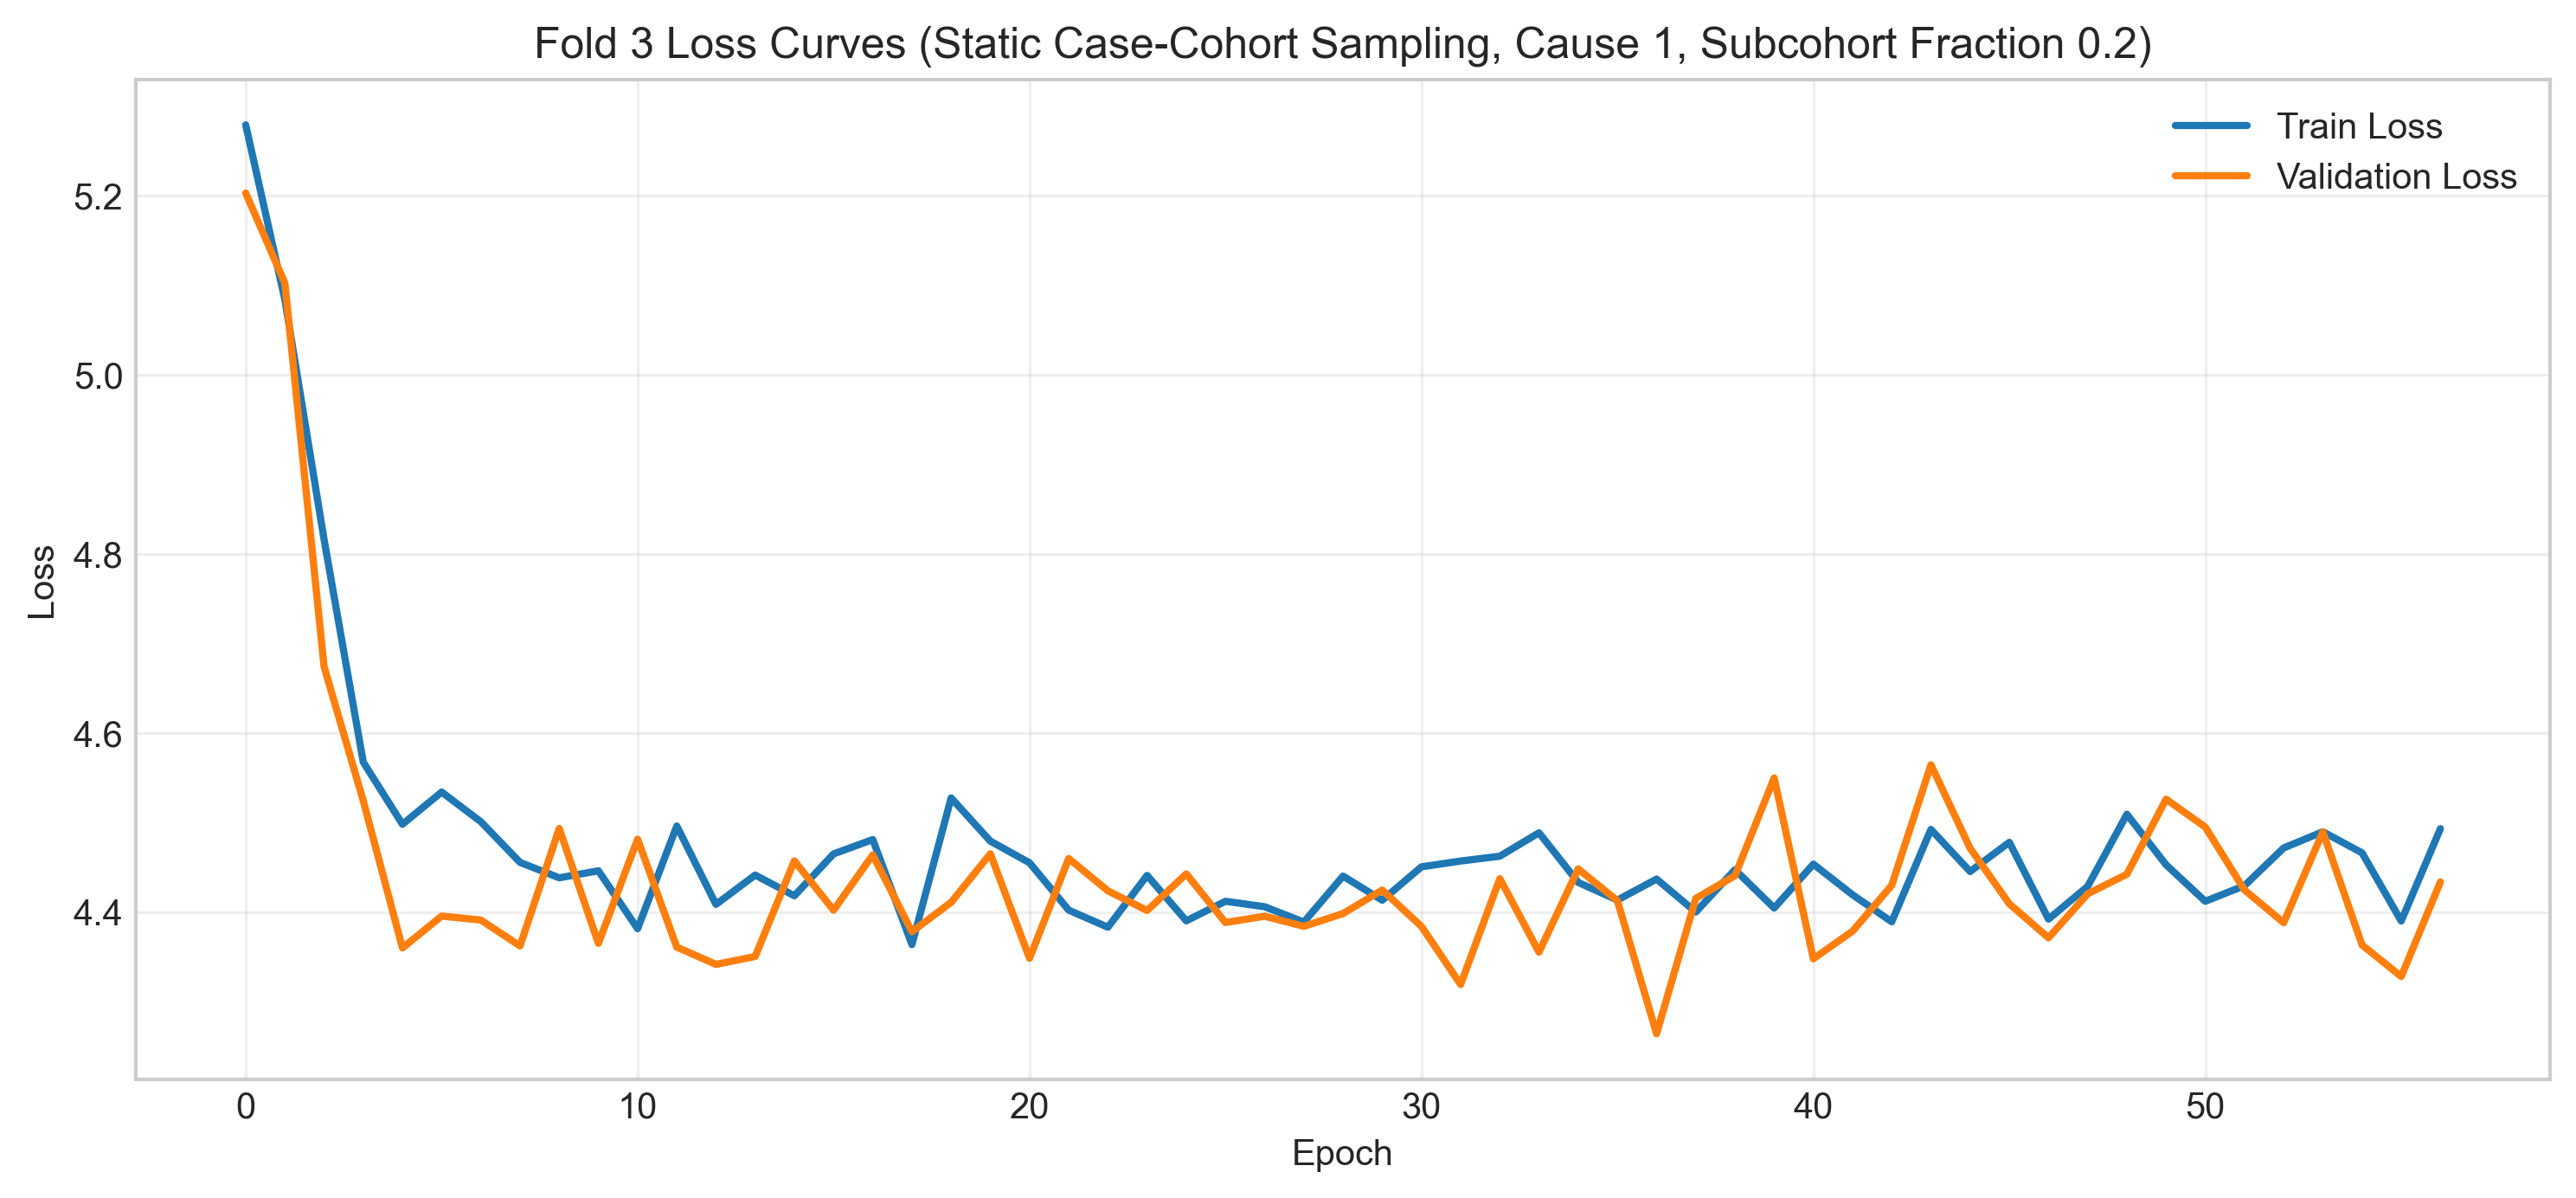 Fold 3 Loss Curves (Static Case-Cohort Sampling, Cause 1, Subcohort Fraction 0.2)
Train Loss
Validation Loss
5.2
5.0
4.8
4.6
4.4
Loss
0 10 20 30 40 50
Epoch